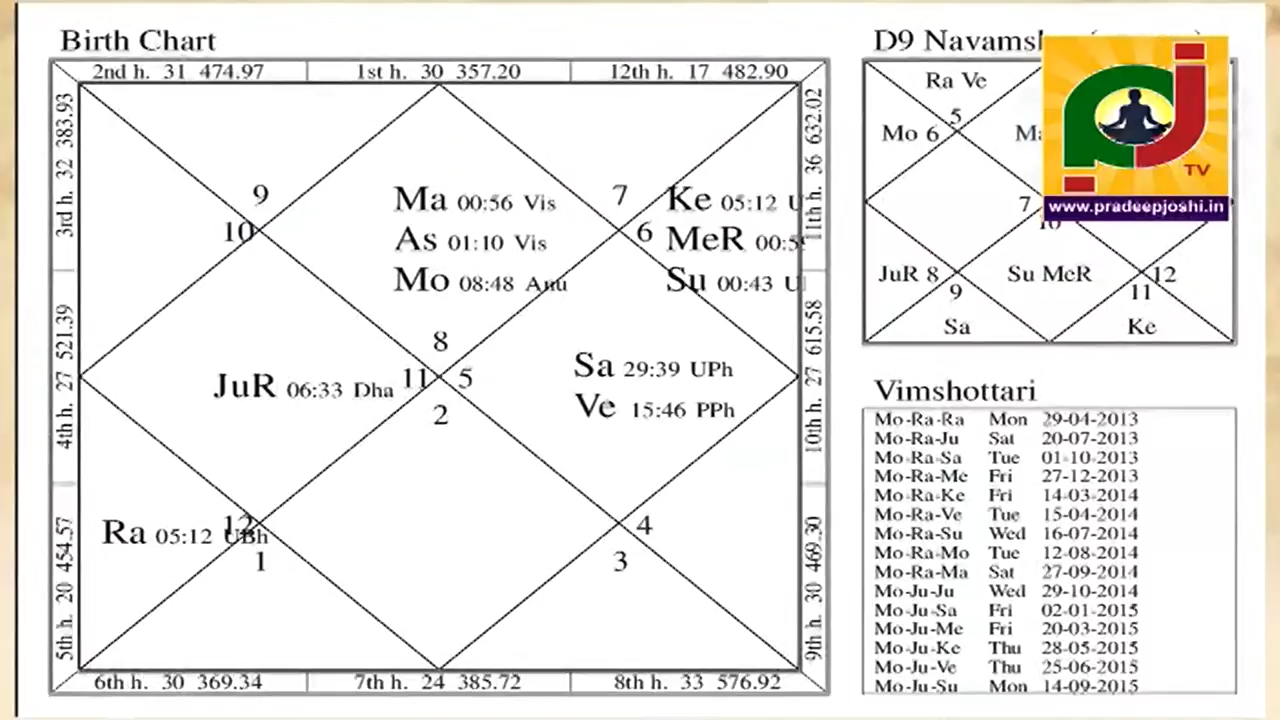 Birth Chart
2nd h. 31 474.97
1st h. 30 357.20
12th h. 17 482.90
3rd h. 32 383.93
4th h. 27 521.39
5th h. 20 454.57
9
10
Ma 00:56 Vis
As 01:10 Vis
Mo 08:48 Anu
7
6
Ke 05:12
MeR
Su 00:43
8
JuR 06:33 Dha
11
5
2
Sa 29:39 UPh
Ve 15:46 PPh
Ra 05:12 UBh
12
1
4
3
11th h. 36 632.02
10th h. 27 615.58
9th h. 30 469.30
6th h. 30 369.34
7th h. 24 385.72
8th h. 33 576.92
D9
Ra Ve
5
Mo 6
7
JuR 8
Su MeR
12
9
11
Sa
Ke
PJ
TV
www.pradeepjoshi.in
Vimshottari
Mo-Ra-Ra Mon 29-04-2013
Mo-Ra-Ju Sat 20-07-2013
Mo-Ra-Sa Tue 01-10-2013
Mo-Ra-Me Fri 27-12-2013
Mo-Ra-Ke Fri 14-03-2014
Mo-Ra-Ve Tue 15-04-2014
Mo-Ra-Su Wed 16-07-2014
Mo-Ra-Mo Tue 12-08-2014
Mo-Ra-Ma Sat 27-09-2014
Mo-Ju-Ju Wed 29-10-2014
Mo-Ju-Sa Fri 02-01-2015
Mo-Ju-Me Fri 20-03-2015
Mo-Ju-Ke Thu 28-05-2015
Mo-Ju-Ve Thu 25-06-2015
Mo-Ju-Su Mon 14-09-2015